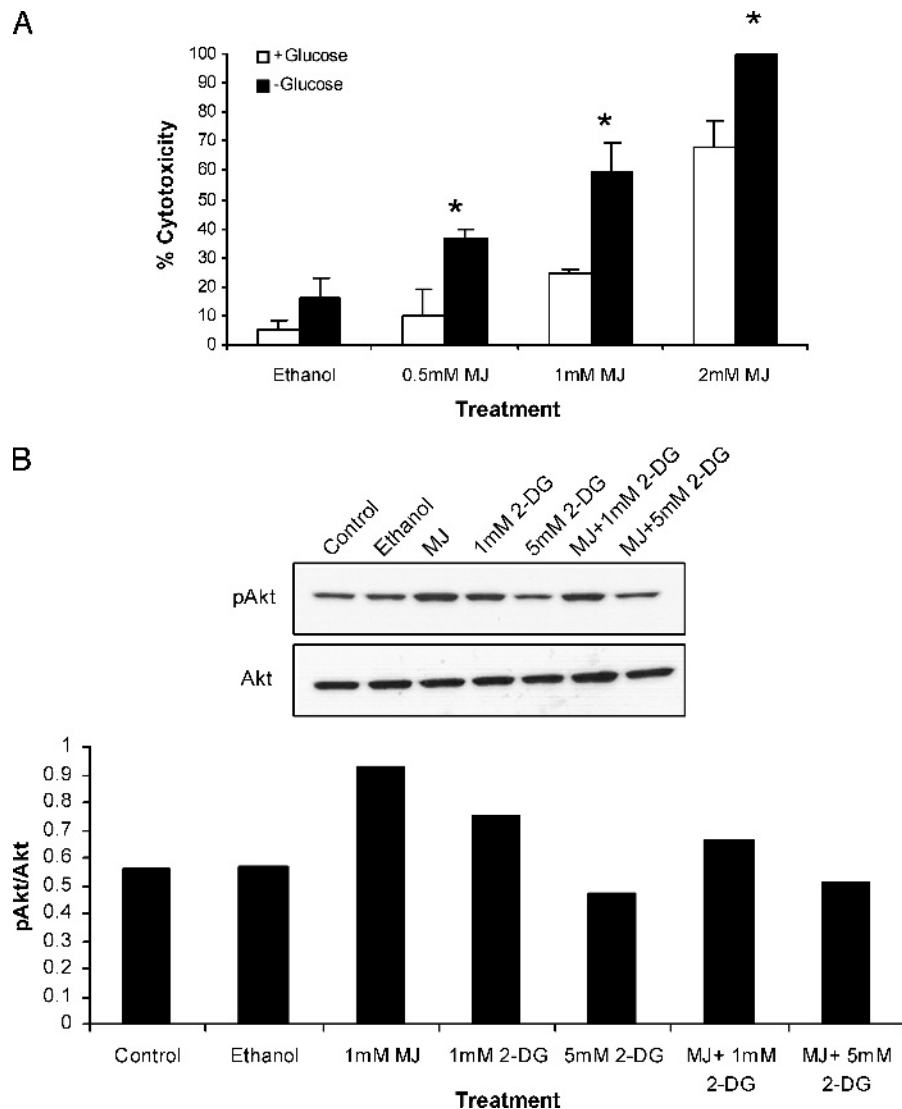 A
+Glucose
-Glucose
% Cytotoxicity
100
90
80
70
60
50
40
30
20
10
0
*
*
*
Ethanol 0.5mM MJ 1mM MJ 2mM MJ
Treatment
B
Control Ethanol MJ 1mM 2-DG 5mM 2-DG MJ+1mM 2-DG MJ+5mM 2-DG
pAkt
Akt
pAkt/Akt
1
0.9
0.8
0.7
0.6
0.5
0.4
0.3
0.2
0.1
0
Control Ethanol 1mM MJ 1mM 2-DG 5mM 2-DG MJ+ 1mM MJ+ 5mM
2-DG 2-DG
Treatment